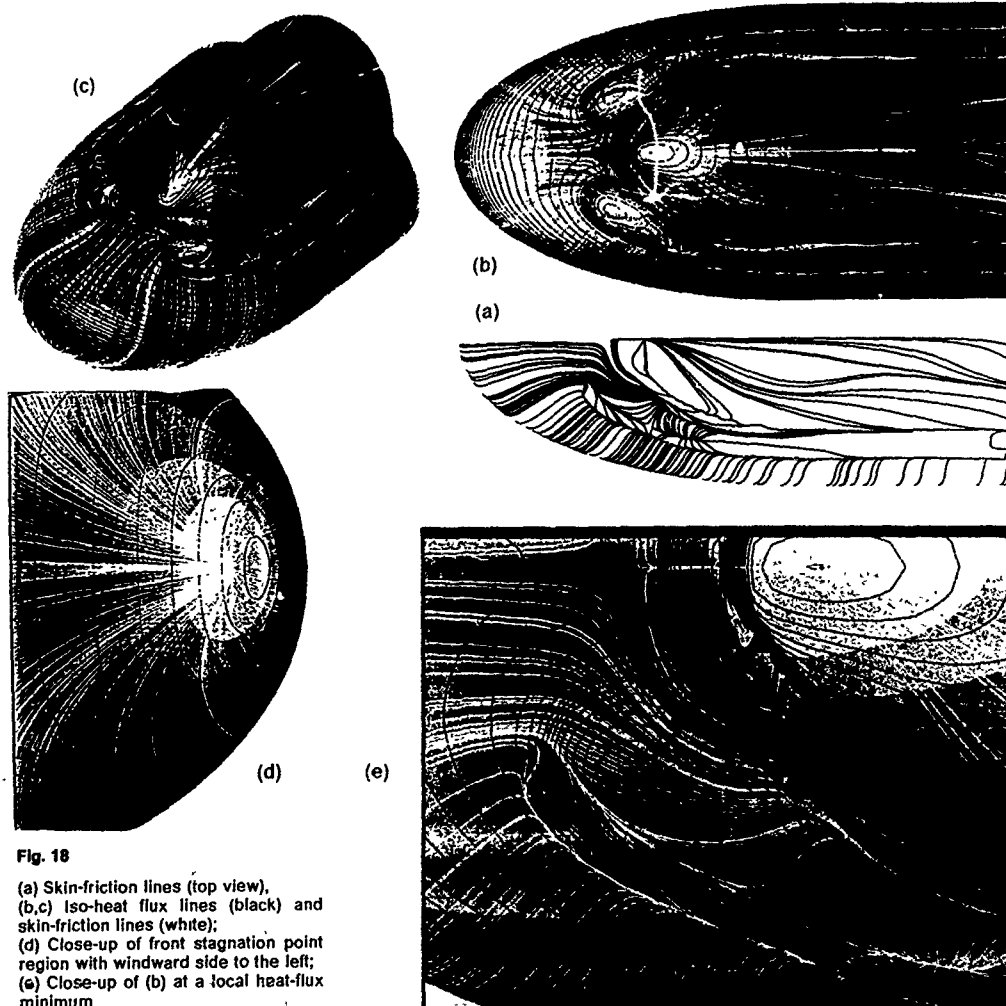 (c)
(b)
(a)
(d)
(e)
Fig. 18
(a) Skin-friction lines (top view),
(b,c) Iso-heat flux lines (black) and
skin-friction lines (white);
(d) Close-up of front stagnation point
region with windward side to the left;
(e) Close-up of (b) at a local heat-flux
minimum